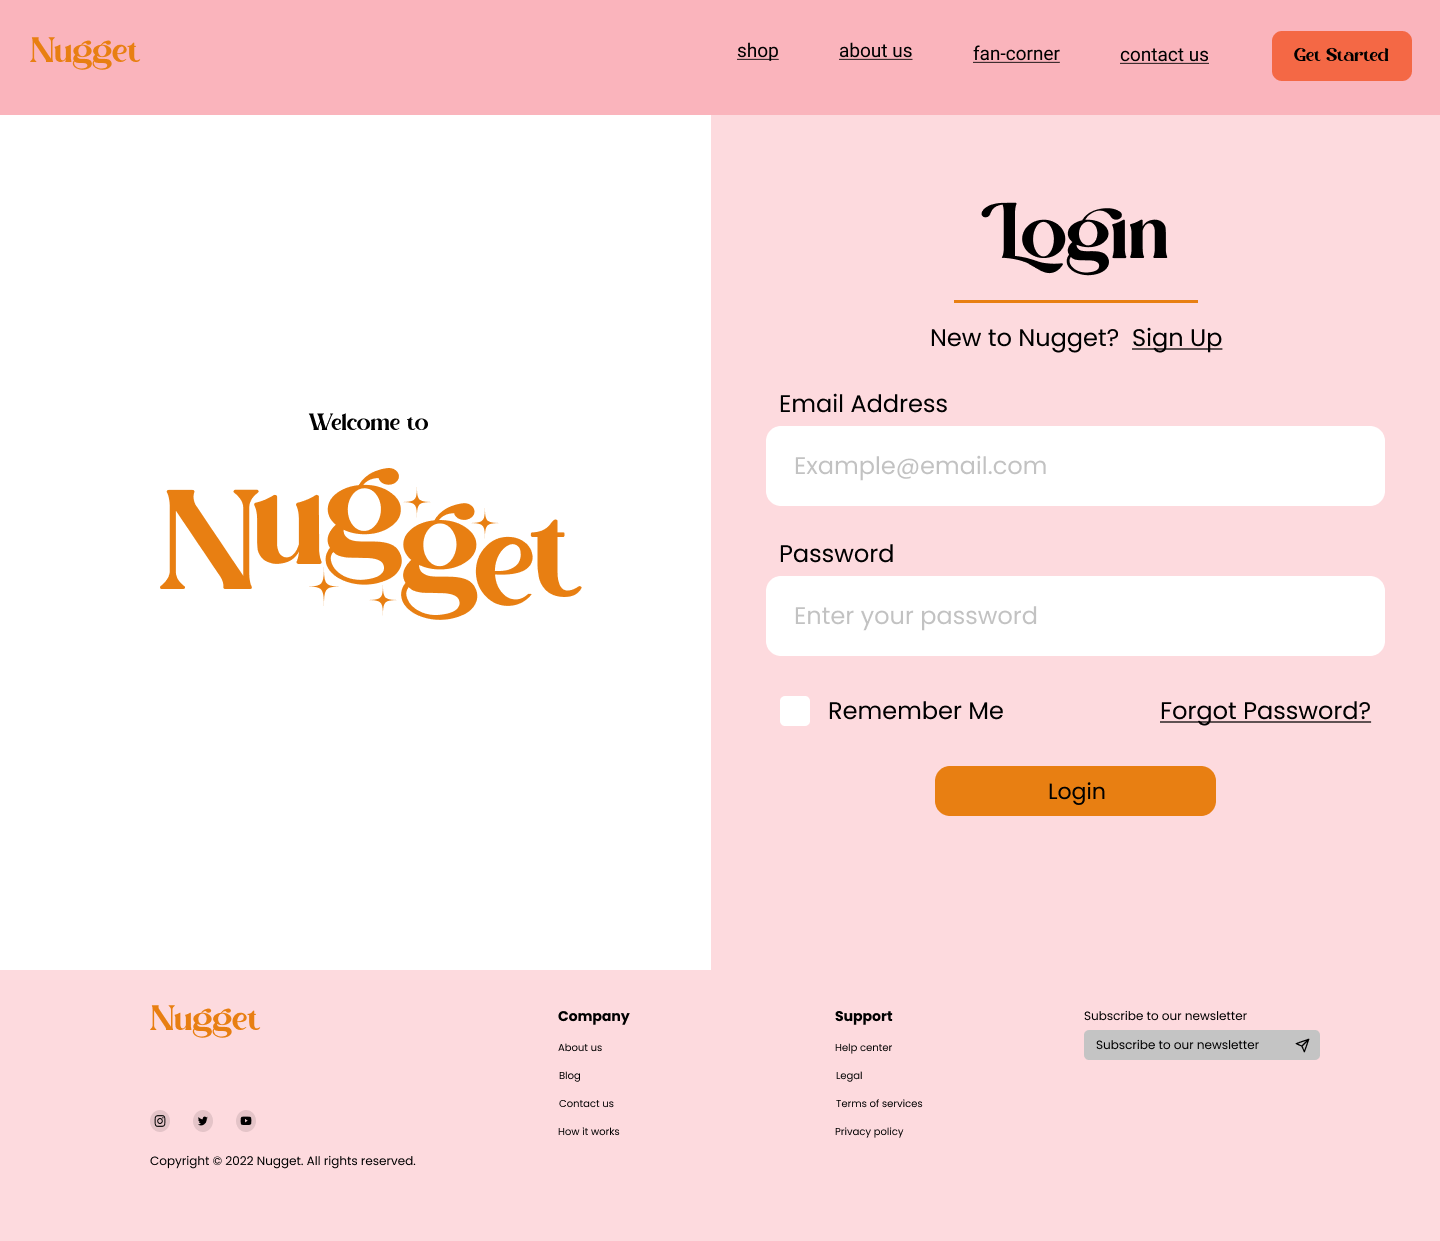 Nugget
shop
about us
fan-corner
contact us
Get Started
Welcome to
Nugget
Login
New to Nugget? Sign Up
Email Address
Example@email.com
Password
Enter your password
Remember Me
Forgot Password?
Login
Nugget
Copyright © 2022 Nugget. All rights reserved.
Company
About us
Blog
Contact us
How it works
Support
Help center
Legal
Terms of services
Privacy policy
Subscribe to our newsletter
Subscribe to our newsletter